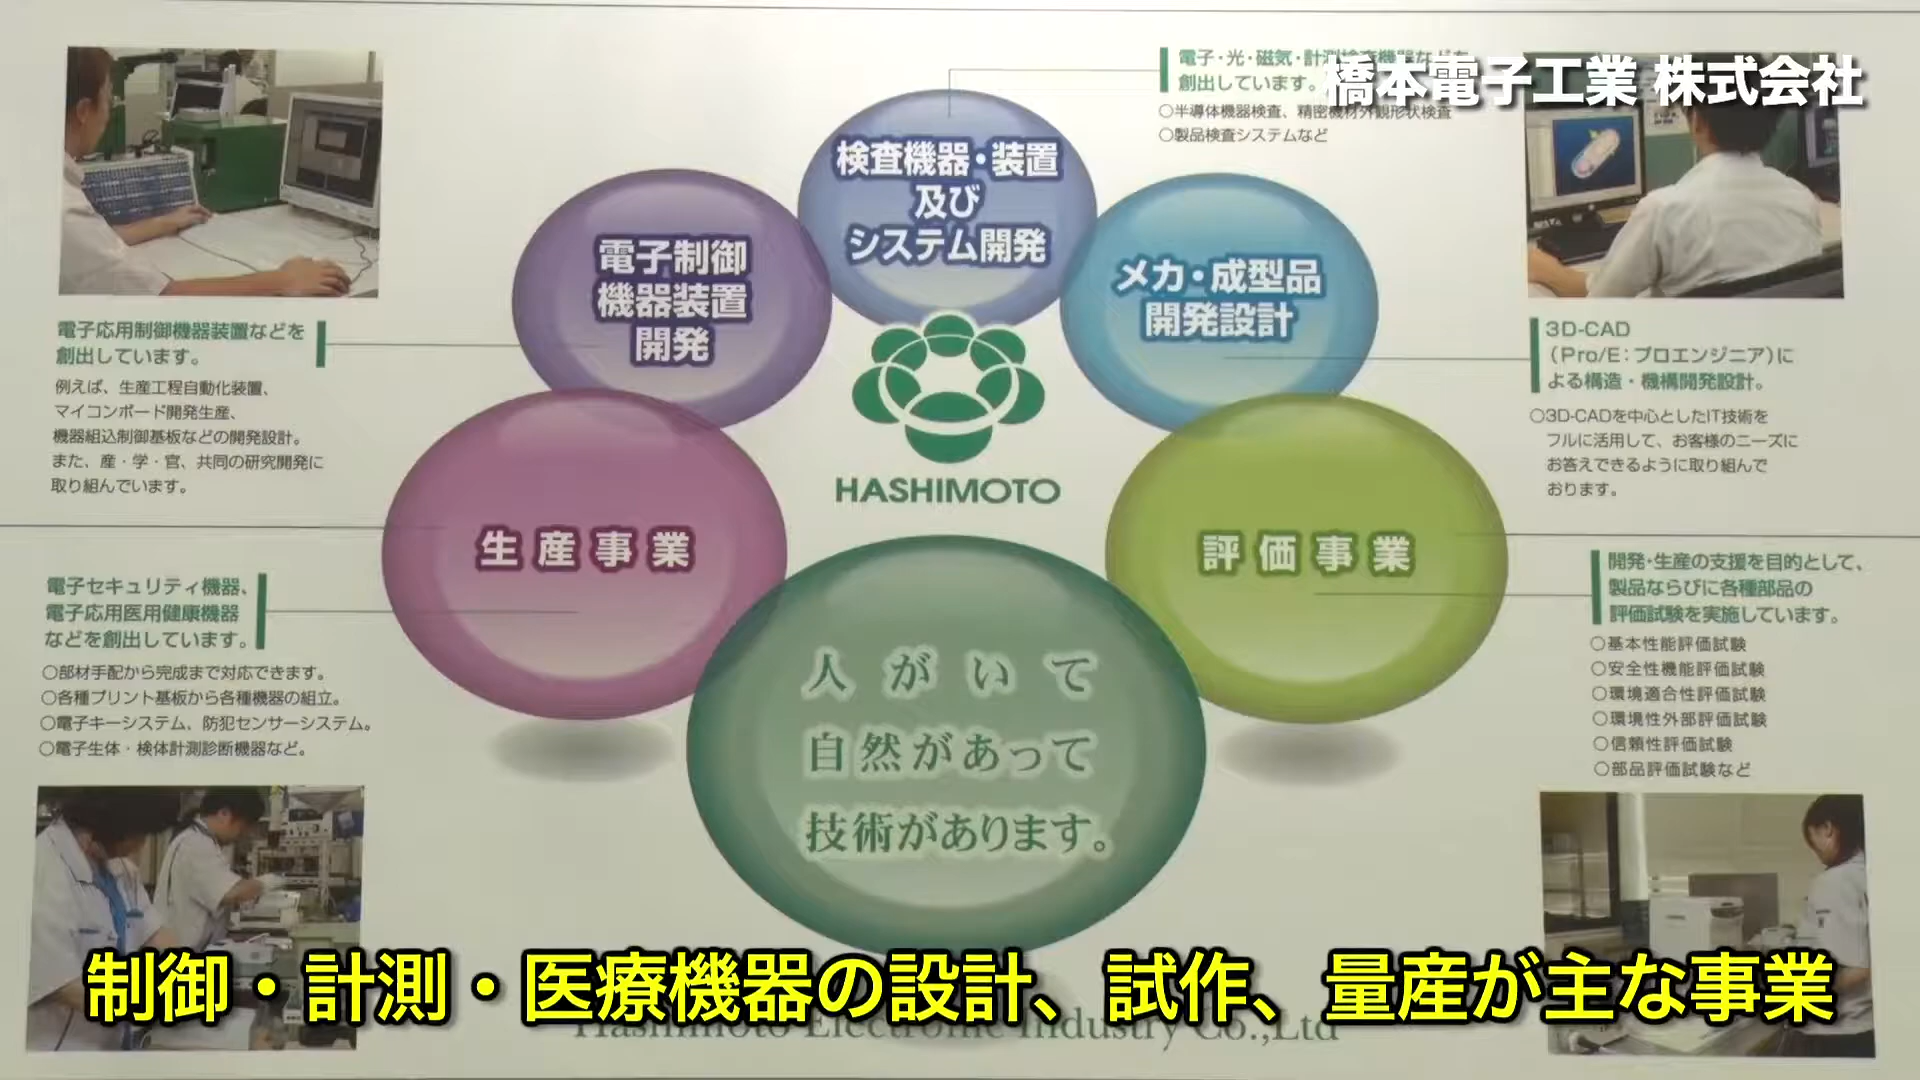 橋本電子工業 株式会社
電子・光・磁気・計測検査機器などを
創出しています。
○半導体機器検査、精密機材外観形状検査
○製品検査システムなど
検査機器・装置
及び
システム開発
電子制御
機器装置
開発
メカ・成型品
開発設計
HASHIMOTO
電子応用制御機器装置などを
創出しています。
例えば、生産工程自動化装置、
マイコンボード開発生産、
機器組込制御基板などの開発設計。
また、産・学・官、共同の研究開発に
取り組んでいます。
3D-CAD
（Pro/E：プロエンジニア）に
よる構造・機構開発設計。
○3D-CADを中心としたIT技術を
フルに活用して、お客様のニーズに
お答えできるように取り組んで
おります。
生産事業
評価事業
電子セキュリティ機器、
電子応用医用健康機器
などを創出しています。
○部材手配から完成まで対応できます。
○各種プリント基板から各種機器の組立。
○電子キーシステム、防犯センサーシステム。
○電子生体・検体計測診断機器など。
開発・生産の支援を目的として、
製品ならびに各種部品の
評価試験を実施しています。
○基本性能評価試験
○安全性機能評価試験
○環境適合性評価試験
○環境性外部評価試験
○信頼性評価試験
○部品評価試験など
人がいて
自然があって
技術があります。
制御・計測・医療機器の設計、試作、量産が主な事業
Hashimoto Electronic Industry Co.,Ltd